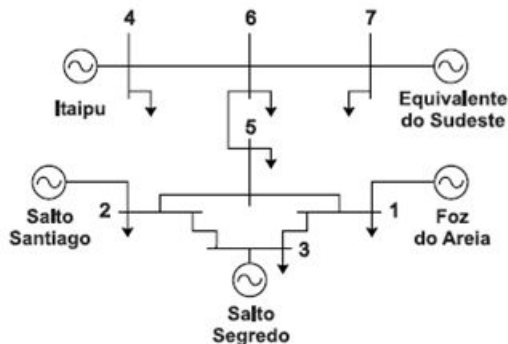 4
6
7
Itaipu
Equivalente
do Sudeste
5
Salto
Santiago
2
1
Foz
do Areia
3
Salto
Segredo